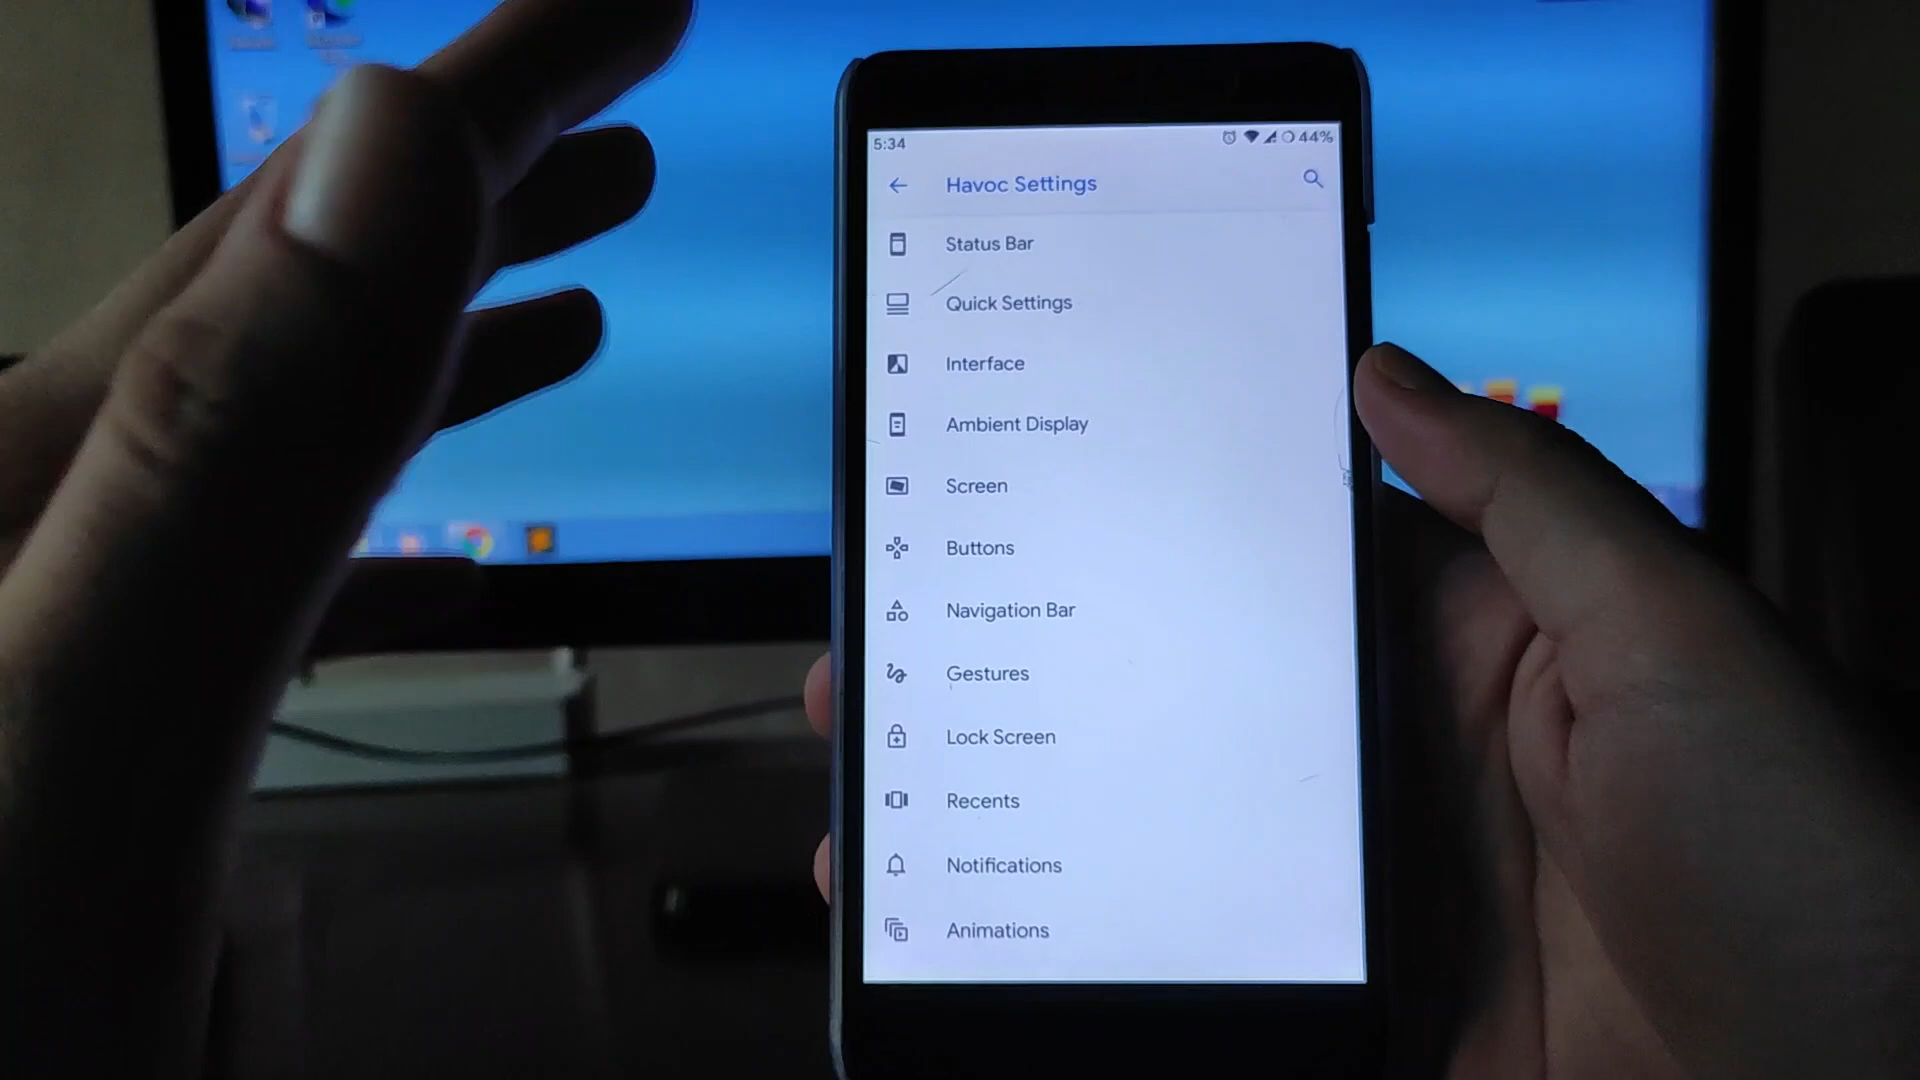 5:34
44%
Havoc Settings
Status Bar
Quick Settings
Interface
Ambient Display
Screen
Buttons
Navigation Bar
Gestures
Lock Screen
Recents
Notifications
Animations